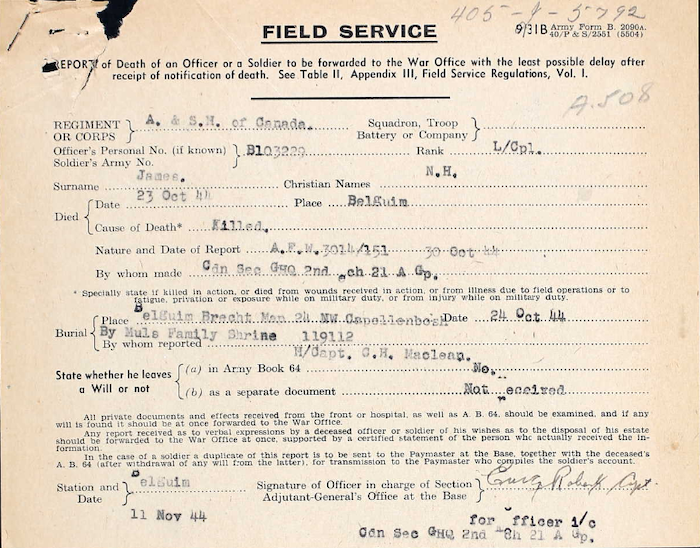 405-J-5792
FIELD SERVICE
9/31B Army Form B. 2090A.
40/P & S/2551 (5504)
REPORT of Death of an Officer or a Soldier to be forwarded to the War Office with the least possible delay after
receipt of notification of death. See Table II, Appendix III, Field Service Regulations, Vol. I.
A.508
REGIMENT OR CORPS } A. & S.H. of Canada. Squadron, Troop Battery or Company }
Officer's Personal No. (if known) Soldier's Army No. } B103229 Rank L/Cpl.
Surname James. Christian Names N.H.
Died { Date 23 Oct 44 Place BelGuim
Cause of Death* Killed.
Nature and Date of Report A.F.W. 3014/151 30 Oct 44
By whom made Cdn Sec GHQ 2nd ch 21 A Gp.
* Specially state if killed in action, or died from wounds received in action, or from illness due to field operations or to
fatigue, privation or exposure while on military duty, or from injury while on military duty.
Burial { Place BelGuim Brecht Map 24 NW Capellenbosh Date 24 Oct 44
By Muls Family Shrine 119112
By whom reported H/Capt. C.H. Maclean.
State whether he leaves a Will or not { (a) in Army Book 64 No.
(b) as a separate document Not received
All private documents and effects received from the front or hospital, as well as A. B. 64, should be examined, and if any
will is found it should be at once forwarded to the War Office.
Any report received as to verbal expressions by a deceased officer or soldier of his wishes as to the disposal of his estate
should be forwarded to the War Office at once, supported by a certified statement of the person who actually received the in-
formation.
In the case of a soldier a duplicate of this report is to be sent to the Paymaster at the Base, together with the deceased's
A. B. 64 (after withdrawal of any will from the latter), for transmission to the Paymaster who compiles the soldier's account.
Station and Date } BelGuim Signature of Officer in charge of Section Adjutant-General's Office at the Base } Capt.
11 Nov 44
for Officer i/c
Cdn Sec GHQ 2nd 8h 21 A Gp.